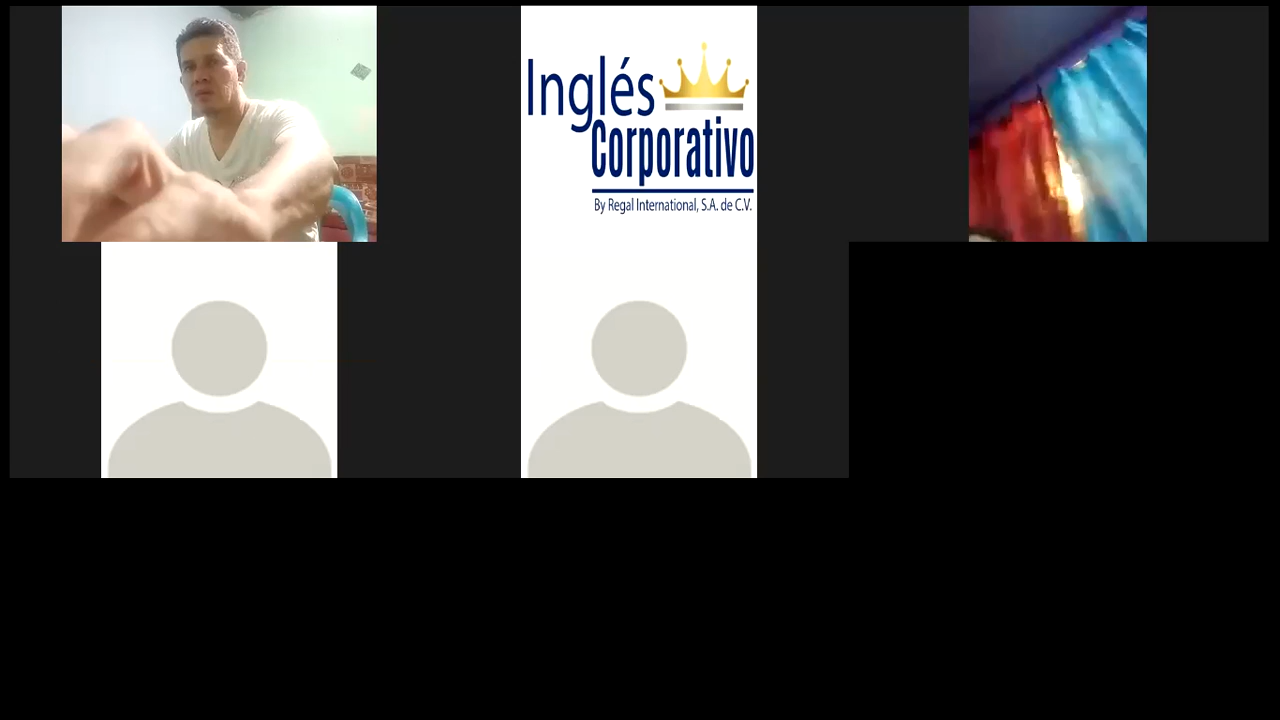 Inglés
Corporativo
By Regal International, S.A. de C.V.